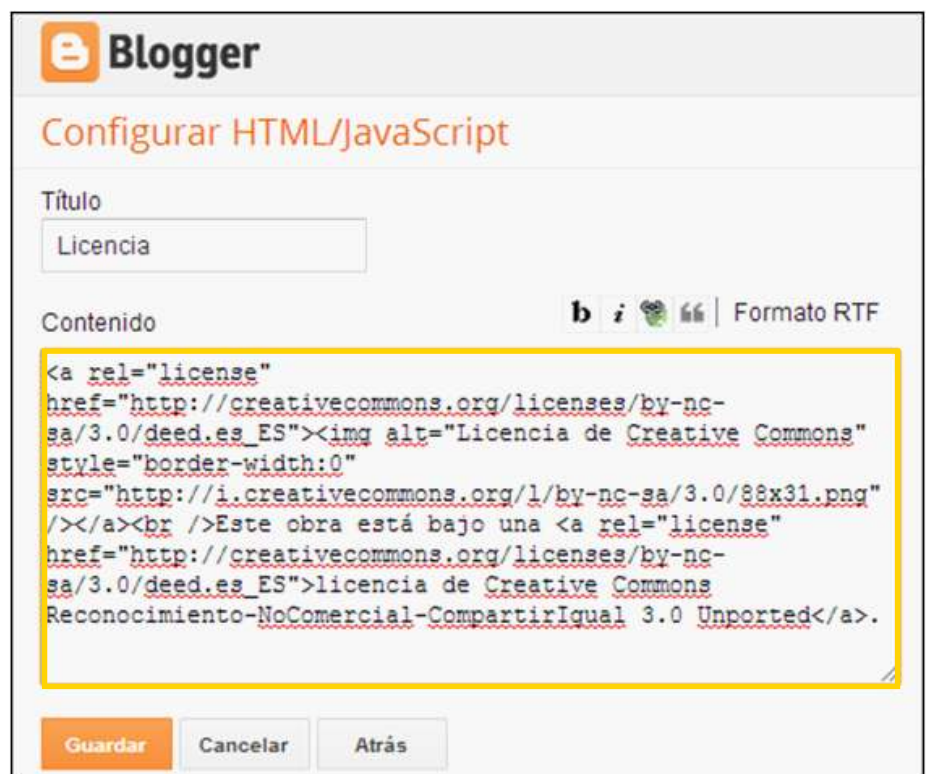 Blogger
Configurar HTML/JavaScript
Título
Licencia
Contenido
b i Formato RTF
<a rel="license"
href="http://creativecommons.org/licenses/by-nc-
sa/3.0/deed.es_ES"><img alt="Licencia de Creative Commons"
style="border-width:0"
src="http://i.creativecommons.org/l/by-nc-sa/3.0/88x31.png"
/></a><br />Este obra está bajo una <a rel="license"
href="http://creativecommons.org/licenses/by-nc-
sa/3.0/deed.es_ES">licencia de Creative Commons
Reconocimiento-NoComercial-CompartirIgual 3.0 Unported</a>.
Guardar Cancelar Atrás